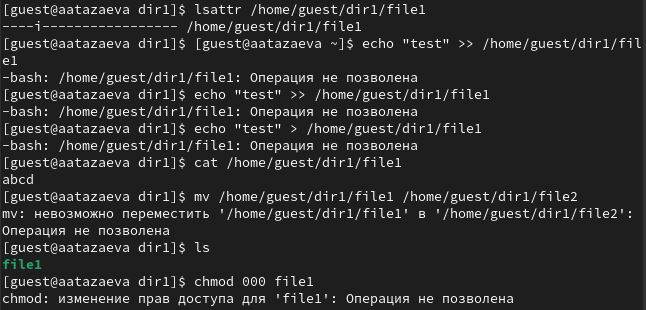 [guest@aatazaeva dir1]$ lsattr /home/guest/dir1/file1
----i----------------- /home/guest/dir1/file1
[guest@aatazaeva dir1]$ [guest@aatazaeva ~]$ echo "test" >> /home/guest/dir1/fil
e1
-bash: /home/guest/dir1/file1: Операция не позволена
[guest@aatazaeva dir1]$ echo "test" >> /home/guest/dir1/file1
-bash: /home/guest/dir1/file1: Операция не позволена
[guest@aatazaeva dir1]$ echo "test" > /home/guest/dir1/file1
-bash: /home/guest/dir1/file1: Операция не позволена
[guest@aatazaeva dir1]$ cat /home/guest/dir1/file1
abcd
[guest@aatazaeva dir1]$ mv /home/guest/dir1/file1 /home/guest/dir1/file2
mv: невозможно переместить '/home/guest/dir1/file1' в '/home/guest/dir1/file2':
Операция не позволена
[guest@aatazaeva dir1]$ ls
file1
[guest@aatazaeva dir1]$ chmod 000 file1
chmod: изменение прав доступа для 'file1': Операция не позволена